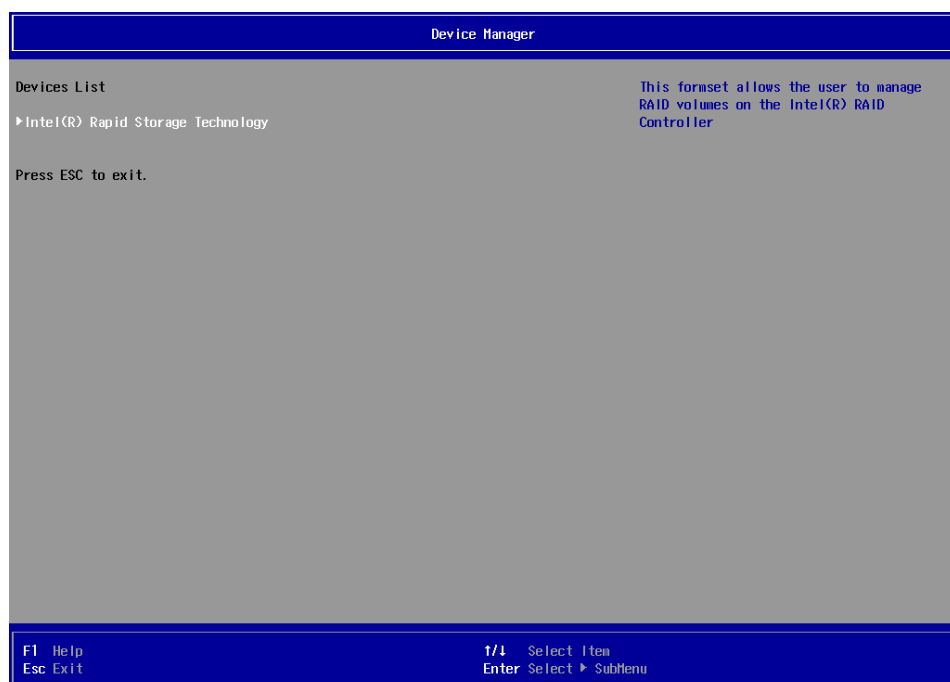 Device Manager
Devices List
▶Intel(R) Rapid Storage Technology
Press ESC to exit.
This formset allows the user to manage
RAID volumes on the Intel(R) RAID
Controller
F1 Help
Esc Exit
↑/↓ Select Item
Enter Select ▶ SubMenu